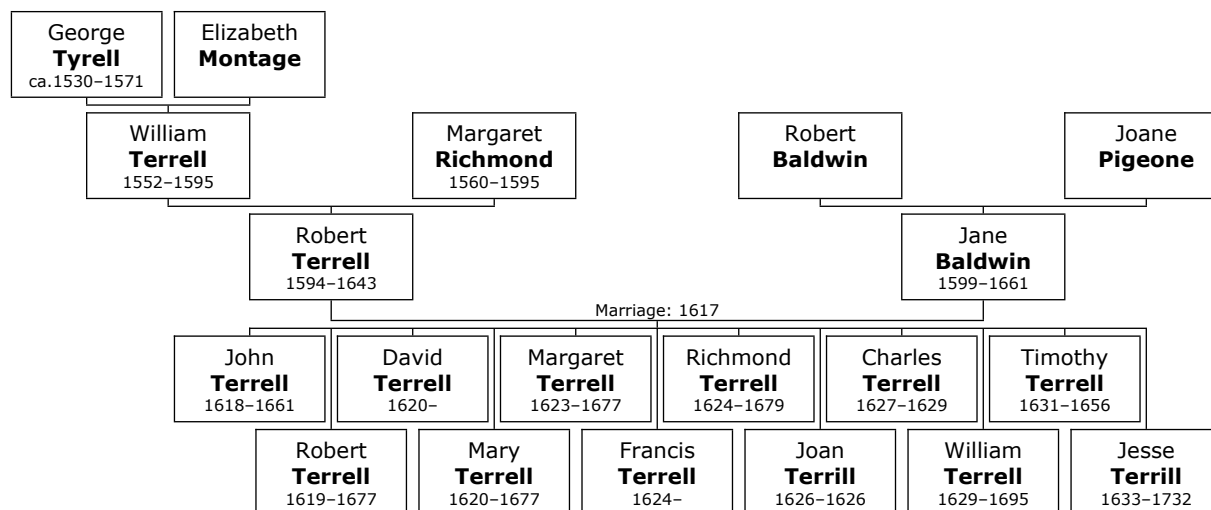 George
Tyrell
ca.1530–1571
Elizabeth
Montage
William
Terrell
1552–1595
Margaret
Richmond
1560–1595
Robert
Baldwin
Joane
Pigeone
Robert
Terrell
1594–1643
Jane
Baldwin
1599–1661
Marriage: 1617
John
Terrell
1618–1661
David
Terrell
1620–
Margaret
Terrell
1623–1677
Richmond
Terrell
1624–1679
Charles
Terrell
1627–1629
Timothy
Terrell
1631–1656
Robert
Terrell
1619–1677
Mary
Terrell
1620–1677
Francis
Terrell
1624–
Joan
Terrill
1626–1626
William
Terrell
1629–1695
Jesse
Terrill
1633–1732